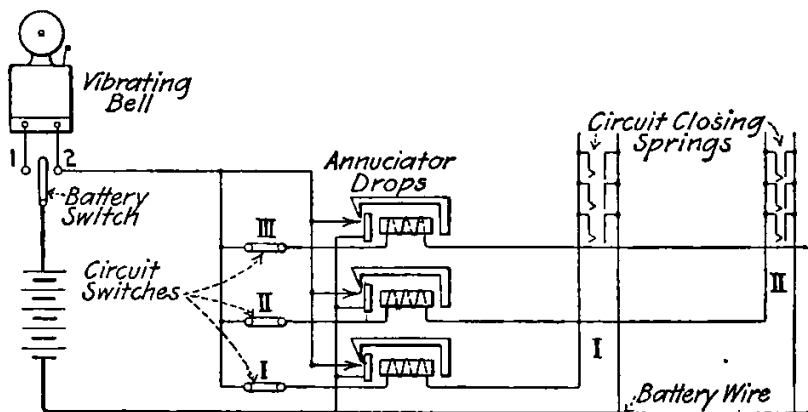 Vibrating
Bell
1 2
Battery
Switch
Annuciator
Drops
Circuit Closing
Springs
III
Circuit
Switches
II
I
I
II
Battery Wire